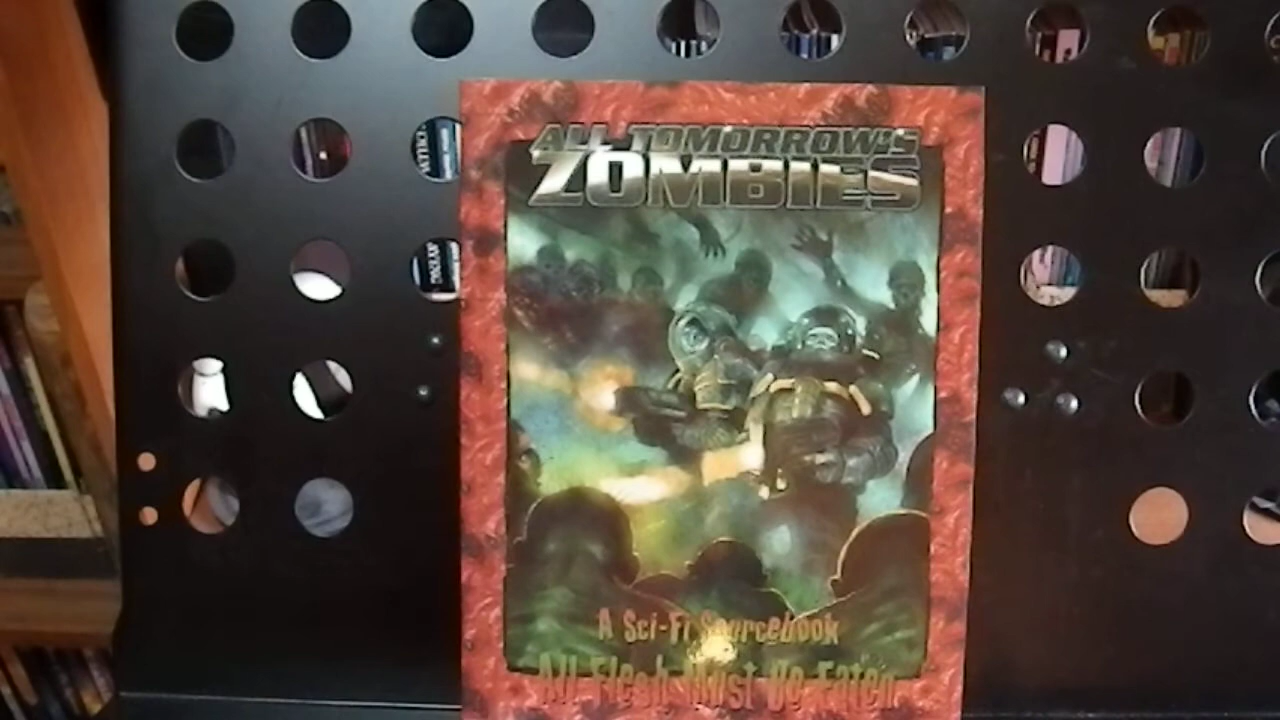 ALL TOMORROW'S
ZOMBIES
A Sci-Fi Sourcebook
All Flesh Must Be Eaten